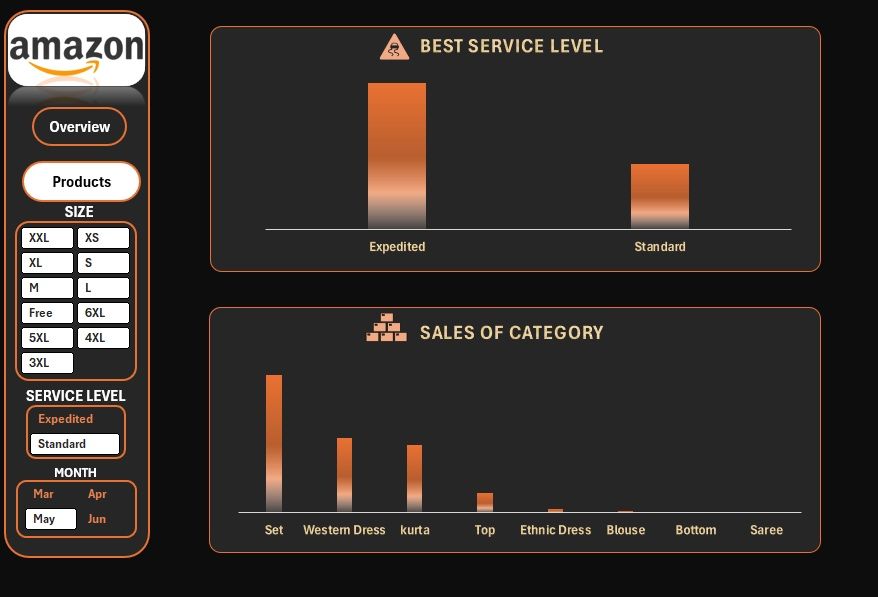 amazon
Overview
Products
SIZE
XXL XS
XL S
M L
Free 6XL
5XL 4XL
3XL
SERVICE LEVEL
Expedited
Standard
MONTH
Mar Apr
May Jun
BEST SERVICE LEVEL
Expedited Standard
SALES OF CATEGORY
Set Western Dress kurta Top Ethnic Dress Blouse Bottom Saree